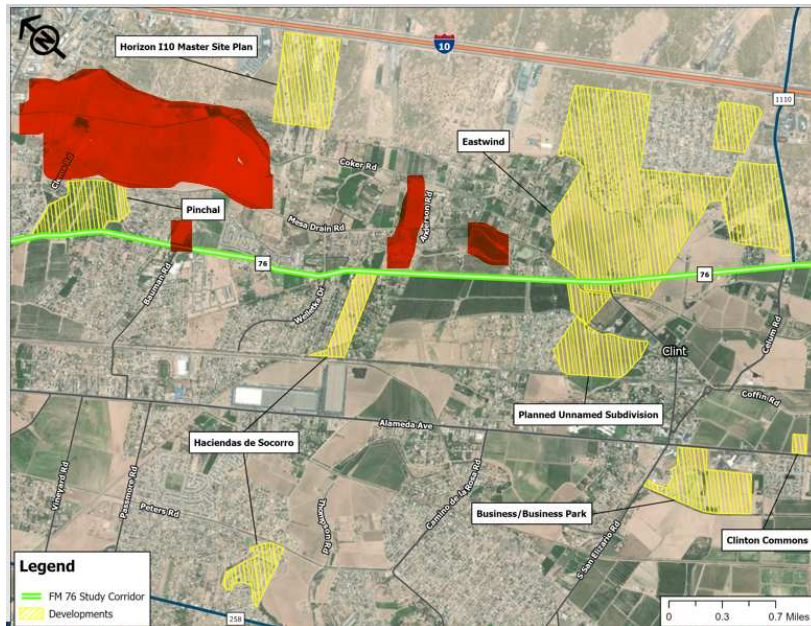 N
Horizon I10 Master Site Plan
10
1110
Eastwind
Coker Rd
Pinchal
Anderson Rd
Mesa Drain Rd
76
76
Bauman Rd
Clint
Celum Rd
Coffin Rd
Planned Unnamed Subdivision
Alameda Ave
Haciendas de Socorro
Vineyard Rd
Passmore Rd
Camino de la Rosa Rd
Peters Rd
Thompson Rd
Business/Business Park
S San Elizario Rd
Clinton Commons
Legend
FM 76 Study Corridor
Developments
258
0 0.3 0.7 Miles